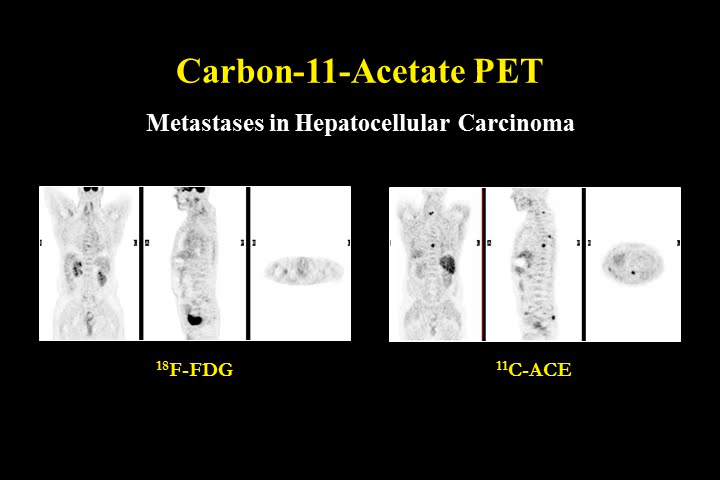 Carbon-11-Acetate PET
Metastases in Hepatocellular Carcinoma
¹⁸F-FDG
¹¹C-ACE